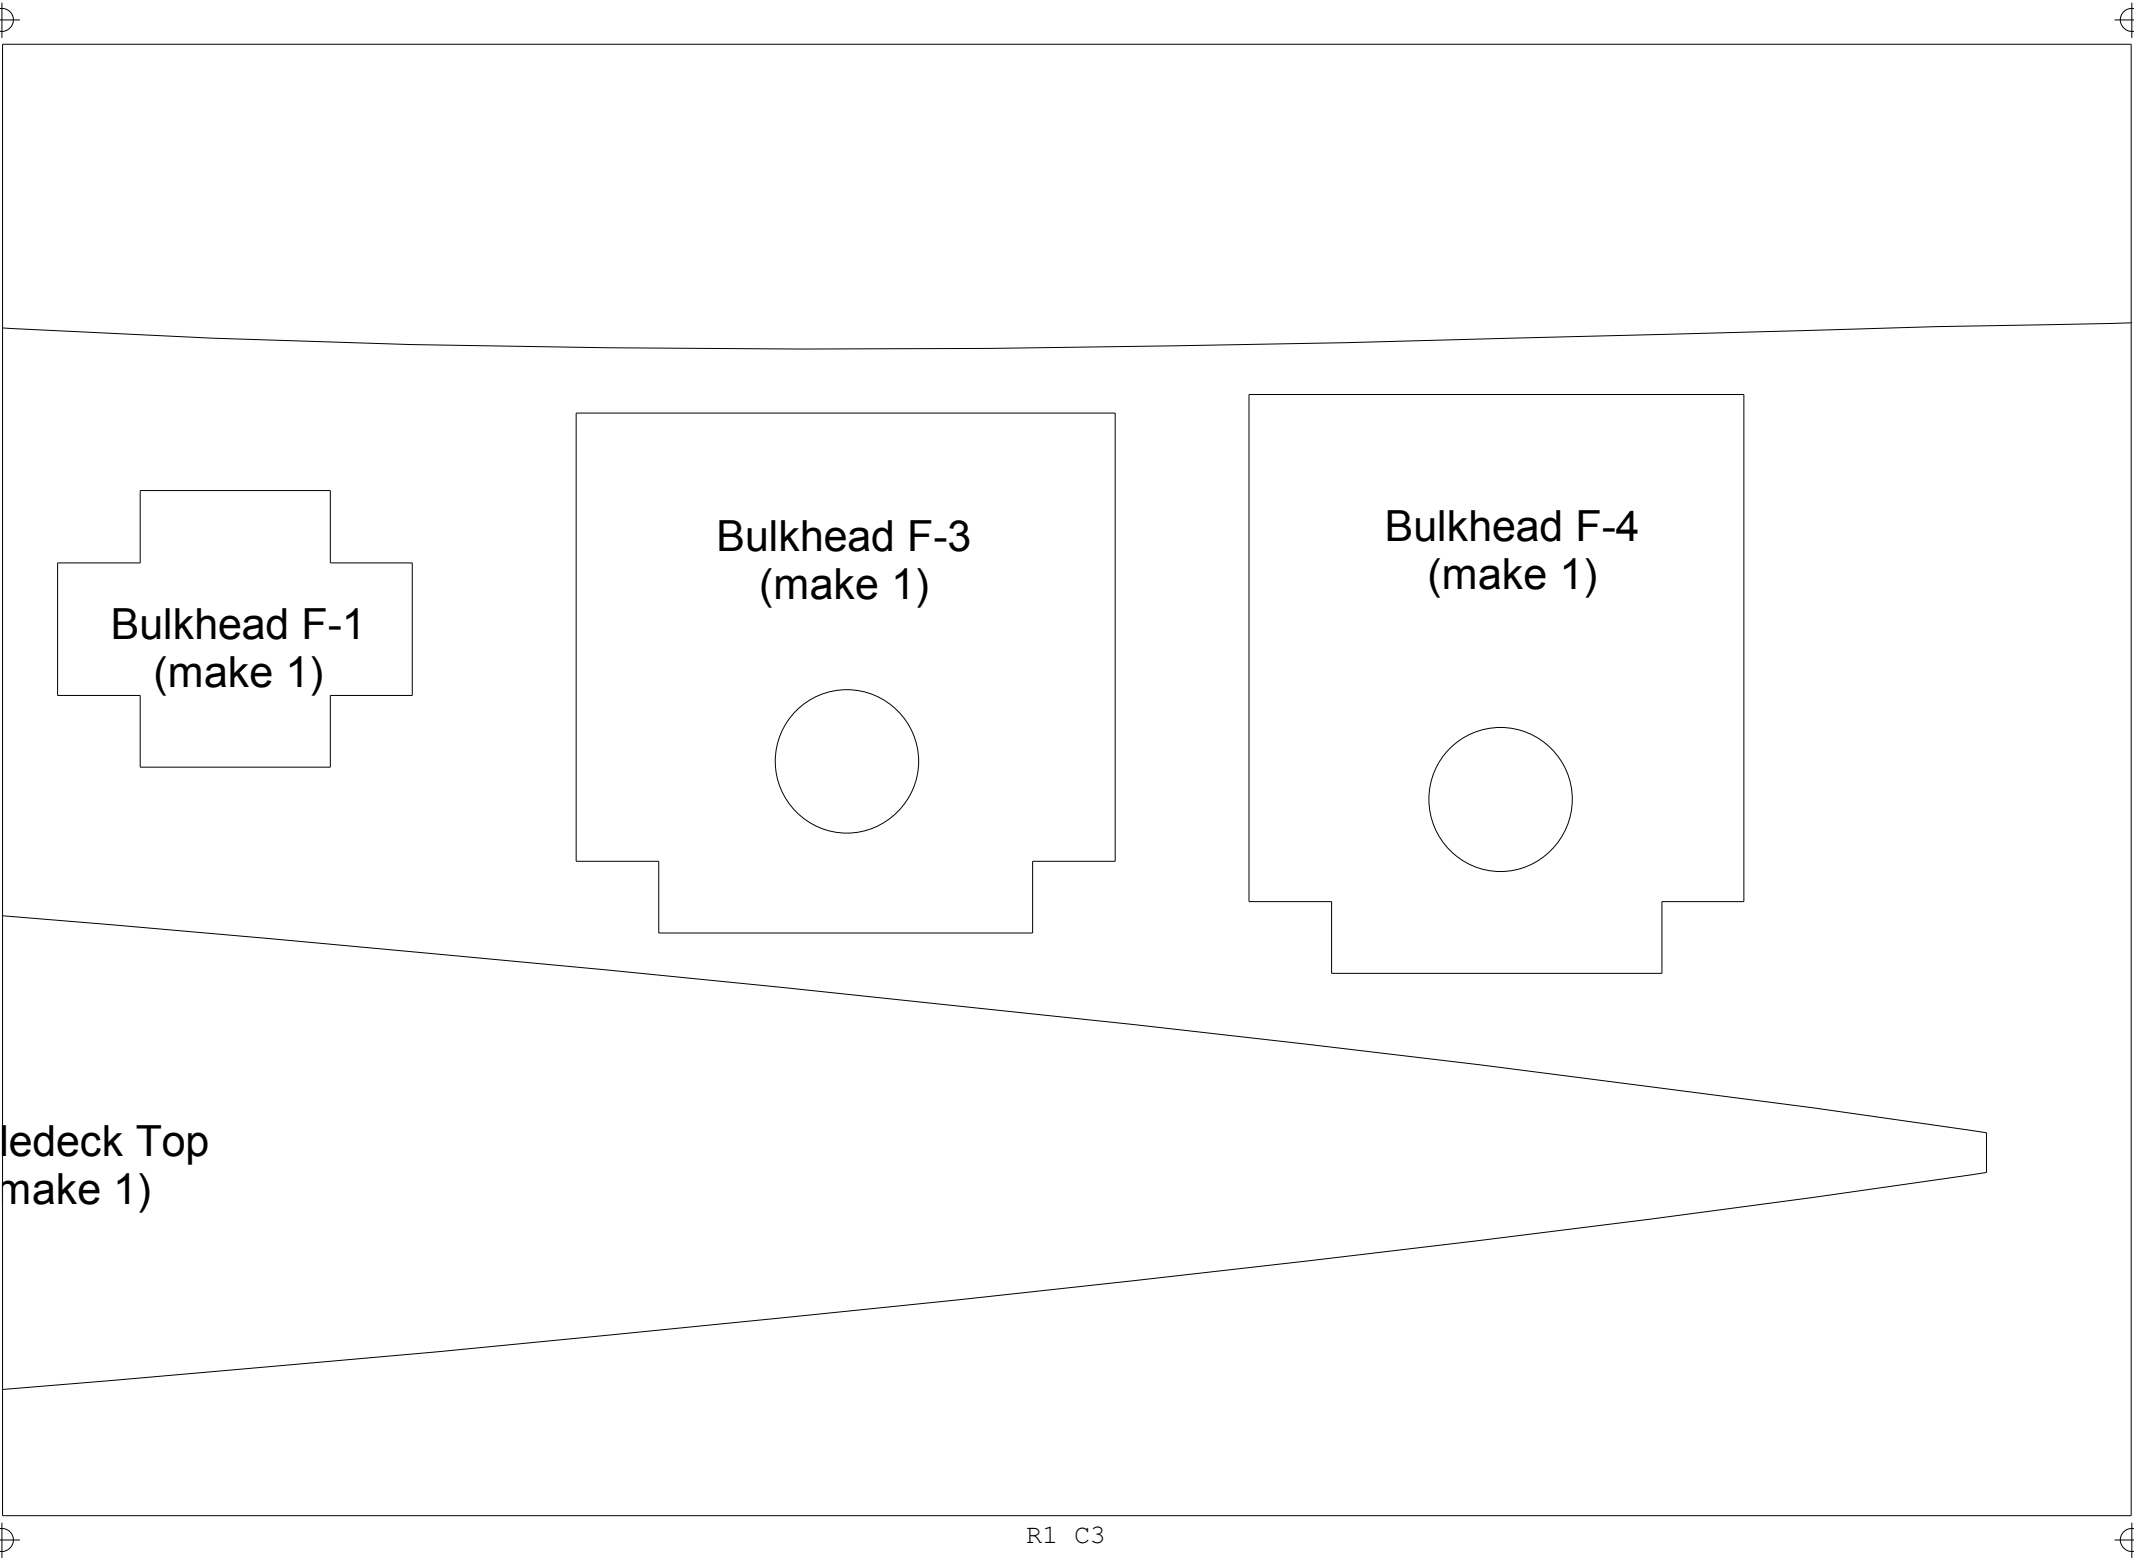 Bulkhead F-1
(make 1)
Bulkhead F-3
(make 1)
Bulkhead F-4
(make 1)
ledeck Top
make 1)
R1 C3